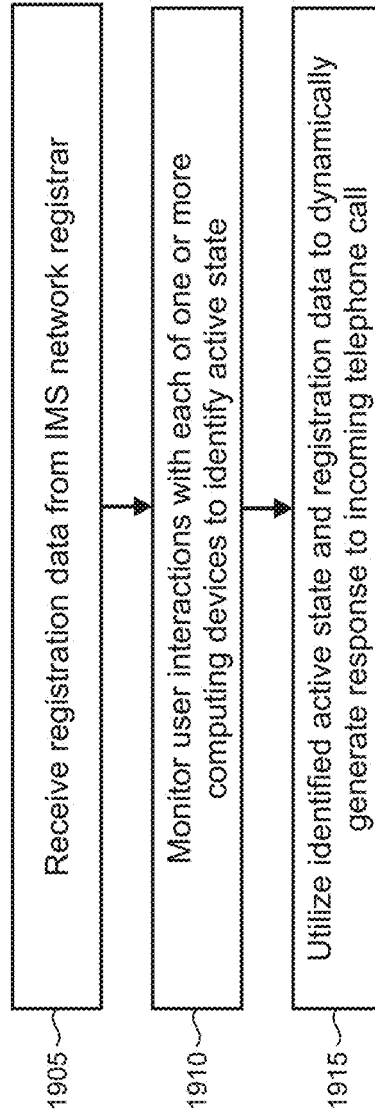 1905
Receive registration data from IMS network registrar
1910
Monitor user interactions with each of one or more
computing devices to identify active state
1915
Utilize identified active state and registration data to dynamically
generate response to incoming telephone call